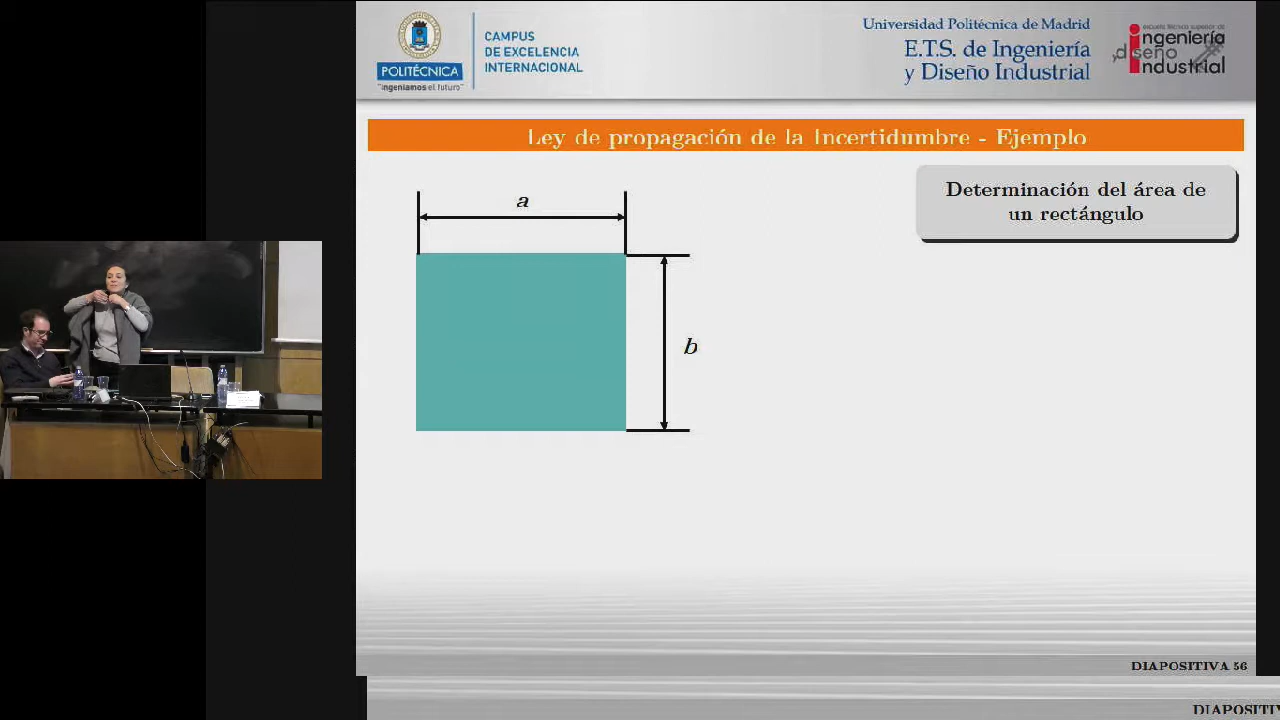 POLITÉCNICA
"Ingeniamos el futuro"
CAMPUS
DE EXCELENCIA
INTERNACIONAL
Universidad Politécnica de Madrid
E.T.S. de Ingeniería
y Diseño Industrial
escuela técnica superior de
ingeniería
y diseño
industrial
Ley de propagación de la Incertidumbre - Ejemplo
Determinación del área de
un rectángulo
a
b
DIAPOSITIVA 56
DIAPOSITIV